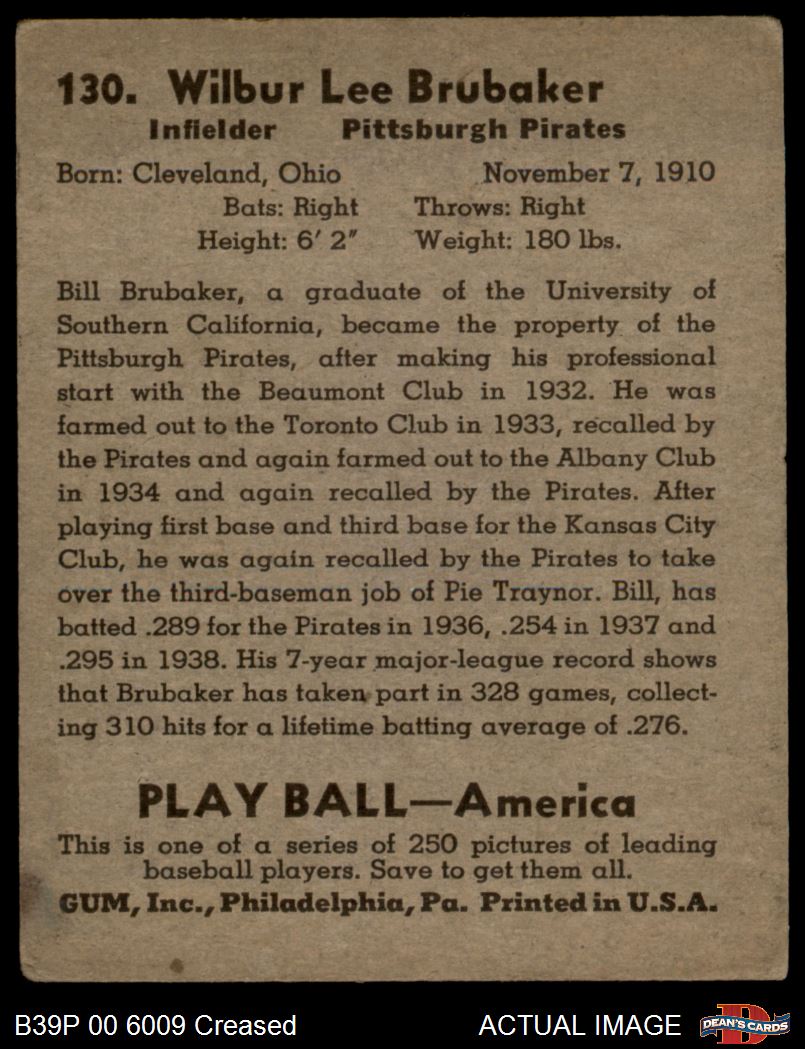 130. Wilbur Lee Brubaker
Infielder Pittsburgh Pirates
Born: Cleveland, Ohio November 7, 1910
Bats: Right Throws: Right
Height: 6' 2" Weight: 180 lbs.
Bill Brubaker, a graduate of the University of
Southern California, became the property of the
Pittsburgh Pirates, after making his professional
start with the Beaumont Club in 1932. He was
farmed out to the Toronto Club in 1933, recalled by
the Pirates and again farmed out to the Albany Club
in 1934 and again recalled by the Pirates. After
playing first base and third base for the Kansas City
Club, he was again recalled by the Pirates to take
over the third-baseman job of Pie Traynor. Bill, has
batted .289 for the Pirates in 1936, .254 in 1937 and
.295 in 1938. His 7-year major-league record shows
that Brubaker has taken part in 328 games, collect-
ing 310 hits for a lifetime batting average of .276.
PLAY BALL—America
This is one of a series of 250 pictures of leading
baseball players. Save to get them all.
GUM, Inc., Philadelphia, Pa. Printed in U.S.A.
B39P 00 6009 Creased ACTUAL IMAGE D DEAN'S CARDS